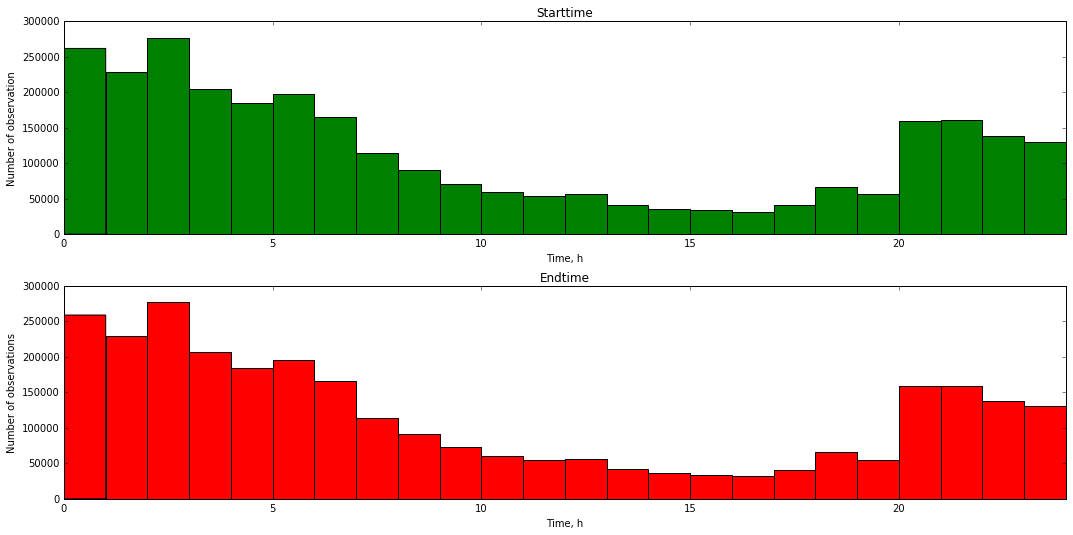 Starttime
300000
250000
200000
150000
100000
50000
0
Number of observation
0 5 10 15 20
Time, h
Endtime
300000
250000
200000
150000
100000
50000
0
Number of observations
0 5 10 15 20
Time, h